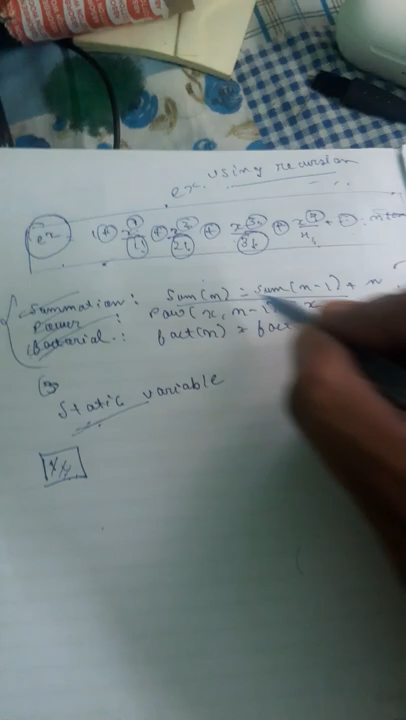 e^x using recursion
e^x 1 + x^1/1! + x^2/2! + x^3/3! + x^4/4! +
Summation: Sum(n) = Sum(n-1) + n
Power : Pow(x, n-1) x
factorial.: fact(n) = fact
Static variable